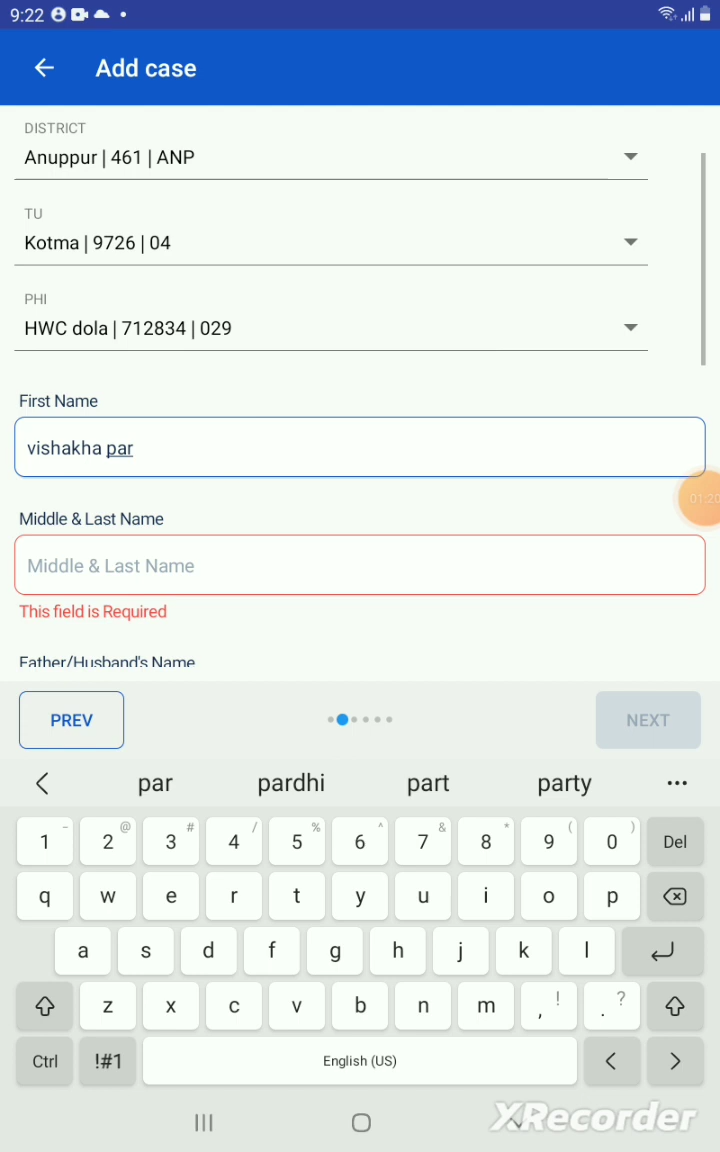 9:22
Add case
DISTRICT
Anuppur | 461 | ANP
TU
Kotma | 9726 | 04
PHI
HWC dola | 712834 | 029
First Name
vishakha par
01:20
Middle & Last Name
Middle & Last Name
This field is Required
Father/Husband's Name
PREV
NEXT
par pardhi part party
1 - 2 @ 3 # 4 / 5 % 6 ^ 7 & 8 * 9 ( 0 ) Del
q w e r t y u i o p
a s d f g h j k l
z x c v b n m , ! . ?
Ctrl !#1 English (US) < >
XRecorder